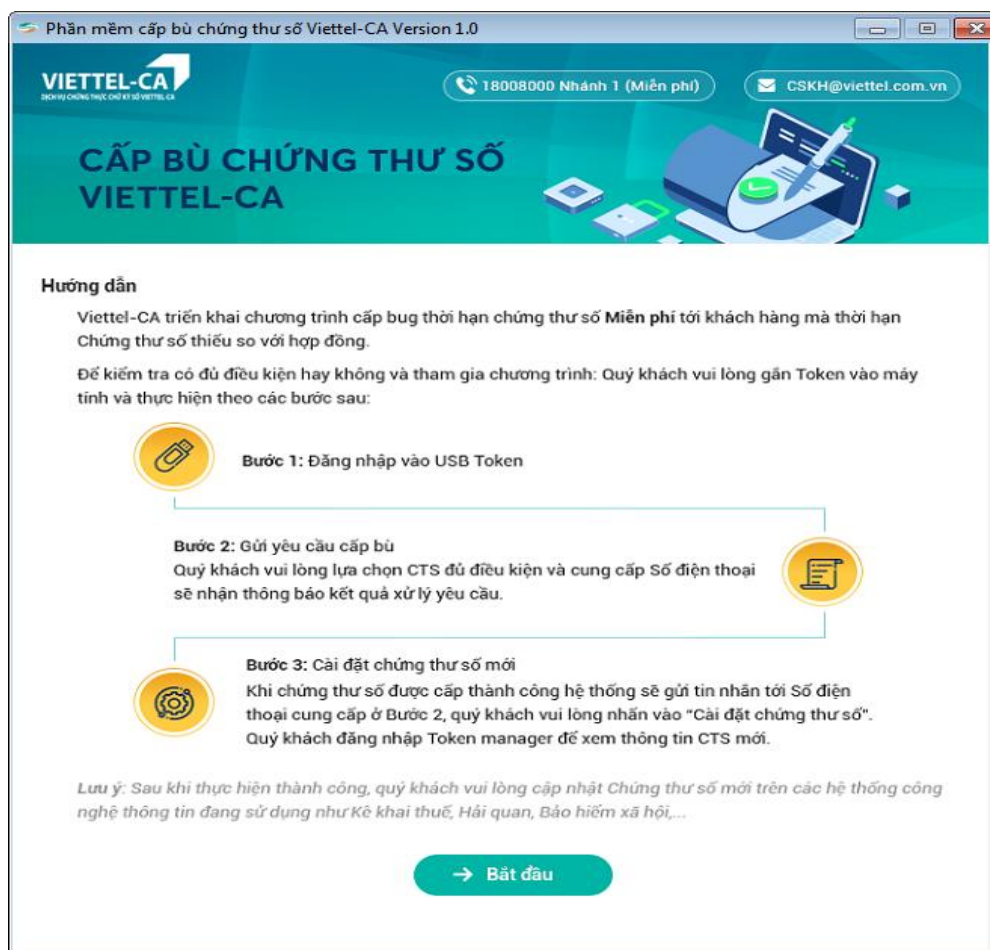 Phần mềm cấp bù chứng thư số Viettel-CA Version 1.0
VIETTEL-CA
DỊCH VỤ CHỨNG THỰC CHỮ KÝ SỐ VIETTEL-CA
18008000 Nhánh 1 (Miễn phí)
CSKH@viettel.com.vn
CẤP BÙ CHỨNG THƯ SỐ
VIETTEL-CA
Hướng dẫn
Viettel-CA triển khai chương trình cấp bug thời hạn chứng thư số Miễn phí tới khách hàng mà thời hạn
Chứng thư số thiếu so với hợp đồng.
Để kiểm tra có đủ điều kiện hay không và tham gia chương trình: Quý khách vui lòng gắn Token vào máy
tính và thực hiện theo các bước sau:
Bước 1: Đăng nhập vào USB Token
Bước 2: Gửi yêu cầu cấp bù
Quý khách vui lòng lựa chọn CTS đủ điều kiện và cung cấp Số điện thoại
sẽ nhận thông báo kết quả xử lý yêu cầu.
Bước 3: Cài đặt chứng thư số mới
Khi chứng thư số được cấp thành công hệ thống sẽ gửi tin nhắn tới Số điện
thoại cung cấp ở Bước 2, quý khách vui lòng nhấn vào “Cài đặt chứng thư số”.
Quý khách đăng nhập Token manager để xem thông tin CTS mới.
Lưu ý: Sau khi thực hiện thành công, quý khách vui lòng cập nhật Chứng thư số mới trên các hệ thống công
nghệ thông tin đang sử dụng như Kê khai thuế, Hải quan, Bảo hiểm xã hội,...
→ Bắt đầu